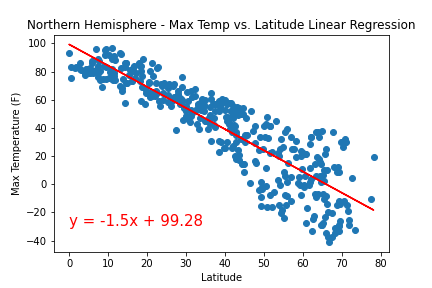 Northern Hemisphere - Max Temp vs. Latitude Linear Regression
100
80
60
40
20
0
−20
−40
Max Temperature (F)
y = -1.5x + 99.28
0 10 20 30 40 50 60 70 80
Latitude